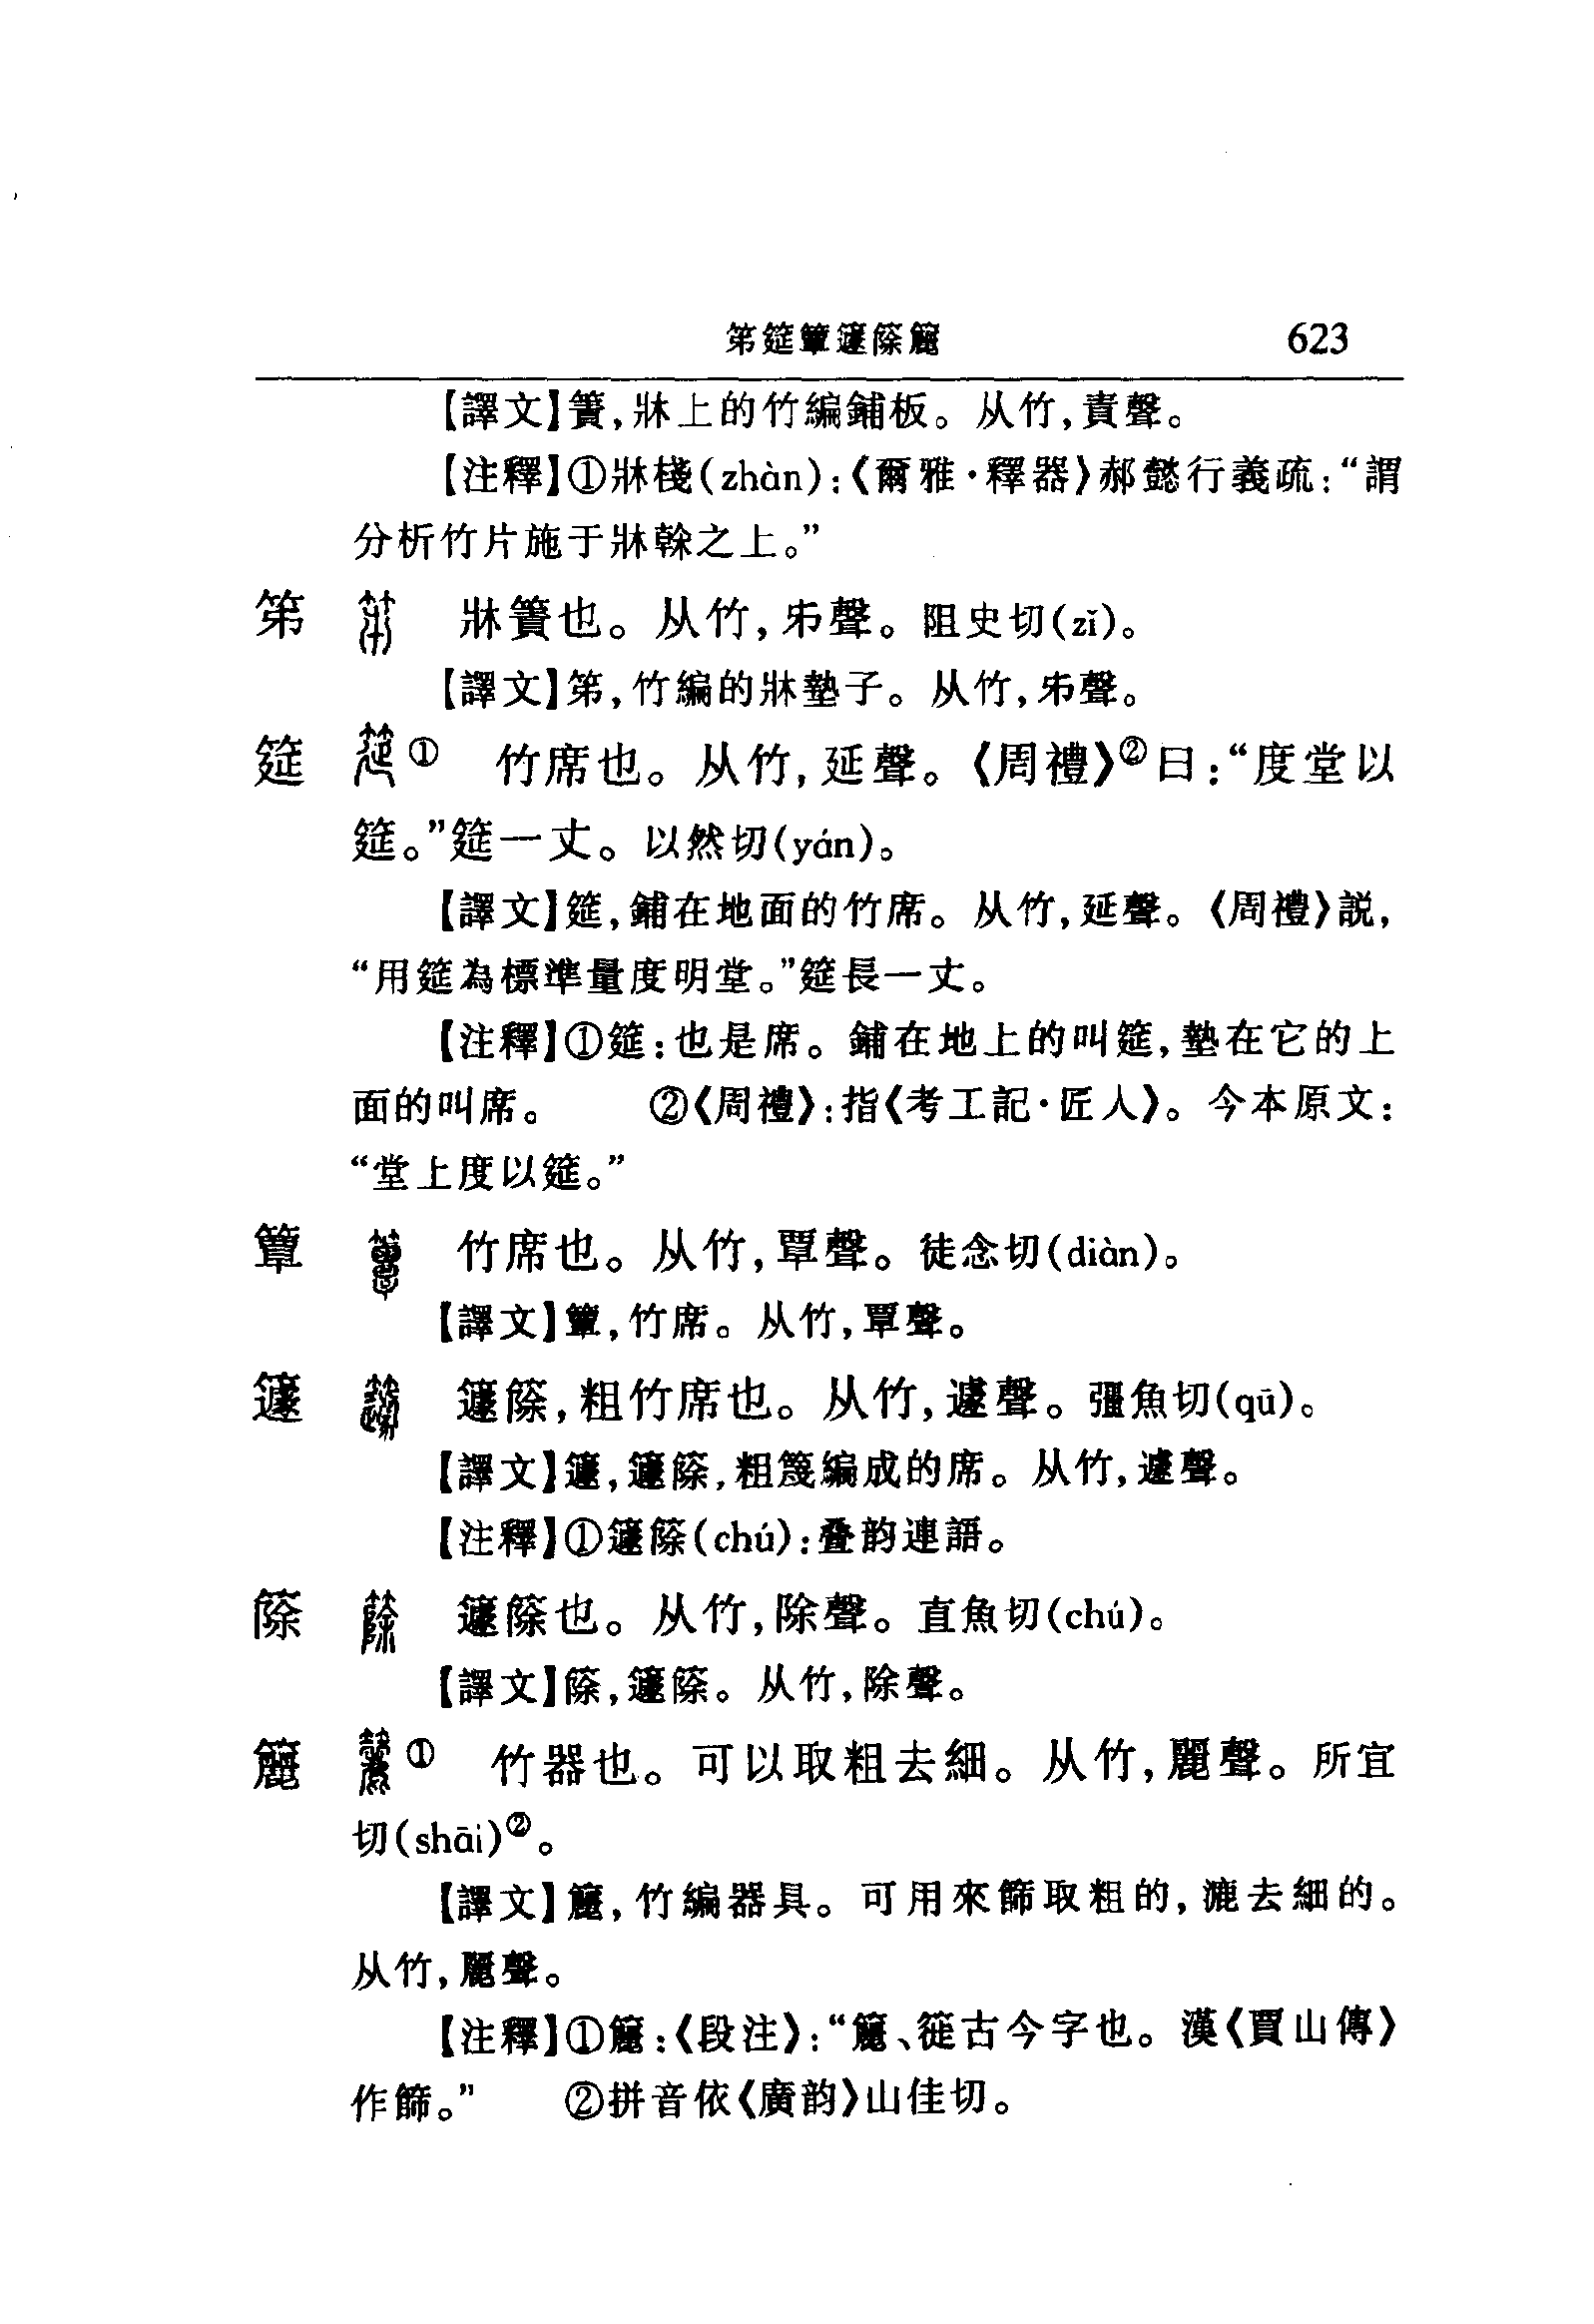 笫筵簟籧篨籭 623
【譯文】簀,牀上的竹編鋪板。从竹,責聲。
【注釋】①牀棧(zhàn):《爾雅·釋器》郝懿行義疏:“謂
分析竹片施于牀榦之上。”
笫 牀簀也。从竹,𠂔聲。阻史切(zǐ)。
【譯文】笫,竹編的牀墊子。从竹,𠂔聲。
筵 ① 竹席也。从竹,延聲。《周禮》②曰:“度堂以
筵。”筵一丈。以然切(yán)。
【譯文】筵,鋪在地面的竹席。从竹,延聲。《周禮》説,
“用筵為標準量度明堂。”筵長一丈。
【注釋】①筵:也是席。鋪在地上的叫筵,墊在它的上
面的叫席。 ②《周禮》:指《考工記·匠人》。今本原文:
“堂上度以筵。”
簟 竹席也。从竹,覃聲。徒念切(diàn)。
【譯文】簟,竹席。从竹,覃聲。
籧 籧篨,粗竹席也。从竹,遽聲。彊魚切(qū)。
【譯文】籧,籧篨,粗篾編成的席。从竹,遽聲。
【注釋】①籧篨(chú):叠韵連語。
篨 籧篨也。从竹,除聲。直魚切(chú)。
【譯文】篨,籧篨。从竹,除聲。
籭 ① 竹器也。可以取粗去細。从竹,麗聲。所宜
切(shāi)②。
【譯文】籭,竹編器具。可用來篩取粗的,漉去細的。
从竹,麗聲。
【注釋】①籭:《段注》:“籭、簁古今字也。漢《賈山傳》
作篩。” ②拼音依《廣韵》山佳切。